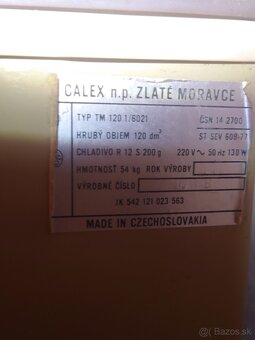 CALEX n.p. ZLATÉ MORAVCE
TYP TM 120 1/6021 ČSN 14 2700
HRUBÝ OBJEM 120 dm³ ST SEV 608-77
CHLADIVO R 12 S 200 g 220 V ~ 50 Hz 130 W
HMOTNOST 54 kg ROK VÝROBY
VÝROBNÉ ČÍSLO
JK 542 121 023 563
MADE IN CZECHOSLOVAKIA
Bazos.sk